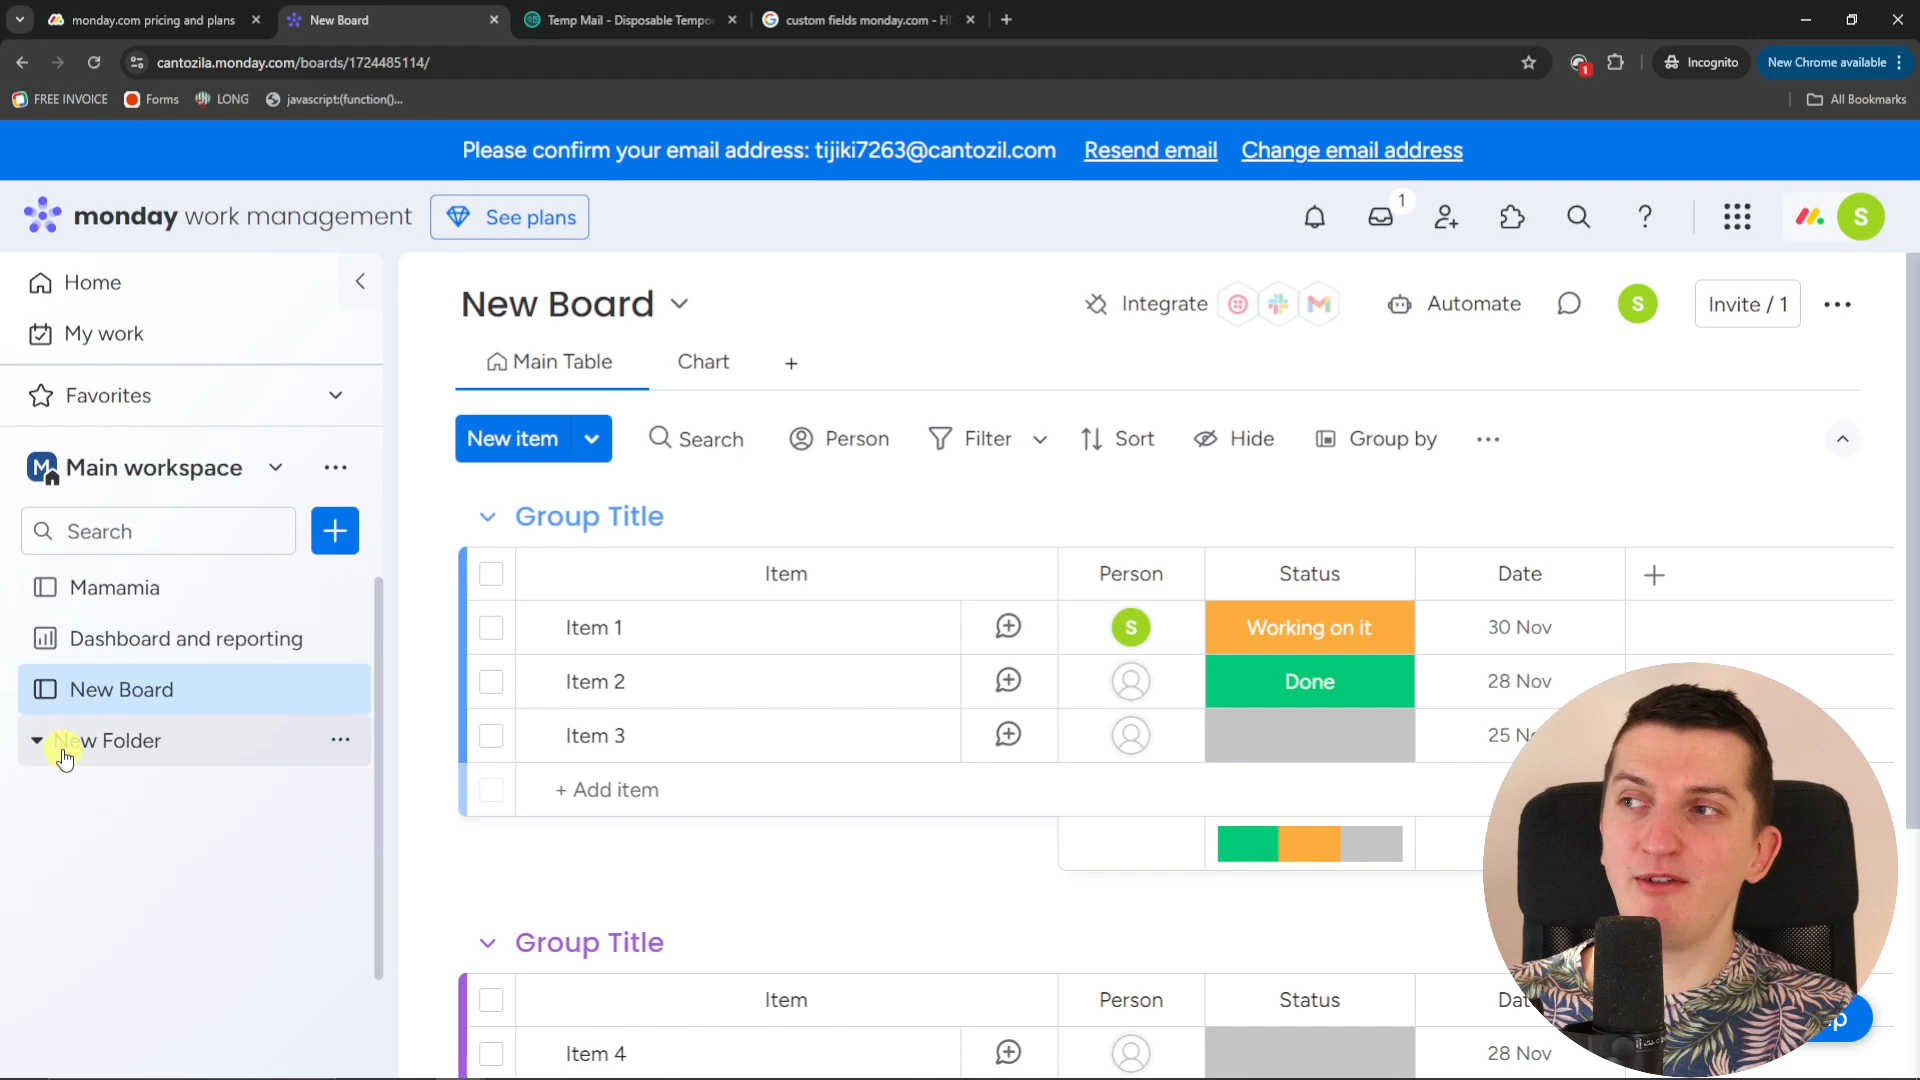 monday.com pricing and plans
New Board
Temp Mail - Disposable Tempo
custom fields monday.com -
cantozila.monday.com/boards/1724485114/
1
Incognito
New Chrome available
FREE INVOICE
Forms
LONG
javascript:(function()...
All Bookmarks
Please confirm your email address: tijiki7263@cantozil.com
Resend email
Change email address
monday work management
See plans
1
S
Home
My work
Favorites
M
Main workspace
Search
Mamamia
Dashboard and reporting
New Board
New Folder
New Board
Integrate
Automate
S
Invite / 1
Main Table
Chart
+
New item
Search
Person
Filter
Sort
Hide
Group by
Group Title
Item
Person
Status
Date
+
Item 1
S
Working on it
30 Nov
Item 2
Done
28 Nov
Item 3
25
+ Add item
Group Title
Item
Person
Status
Item 4
28 Nov